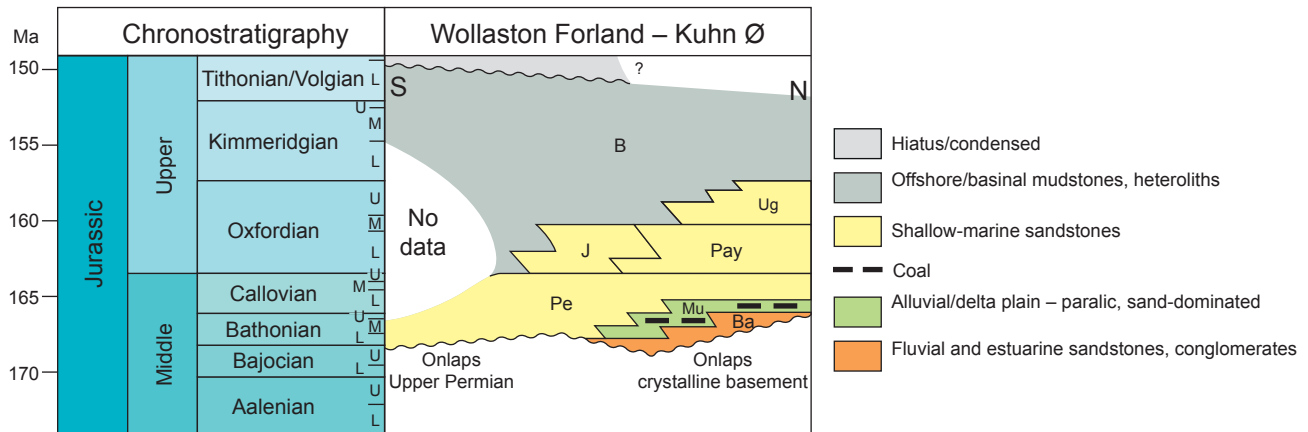 Ma
Chronostratigraphy
Wollaston Forland – Kuhn Ø
150
155
160
165
170
Jurassic
Upper
Middle
Tithonian/Volgian
L
Kimmeridgian
U
M
L
Oxfordian
U
M
L
Callovian
U
M
L
Bathonian
U
M
L
Bajocian
U
L
Aalenian
U
L
S
?
N
B
No
data
Ug
J
Pay
Pe
Mu
Ba
Onlaps
Upper Permian
Onlaps
crystalline basement
Hiatus/condensed
Offshore/basinal mudstones, heteroliths
Shallow-marine sandstones
Coal
Alluvial/delta plain – paralic, sand-dominated
Fluvial and estuarine sandstones, conglomerates